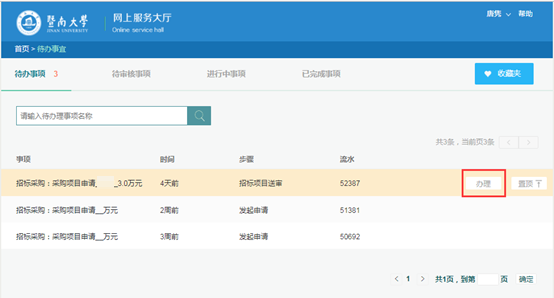 暨南大学 网上服务大厅 唐凭 帮助
JINAN UNIVERSITY Online service hall
首页 > 待办事宜
待办事项 3 待审核事项 进行中事项 已完成事项 收藏夹
请输入待办理事项名称
共3条，当前页3条 < >
事项 时间 步骤 流水
招标采购：采购项目申请_ _3.0万元 4天前 招标项目送审 52387 办理 置顶
招标采购：采购项目申请__万元 2周前 发起申请 51381
招标采购：采购项目申请__万元 3周前 发起申请 50692
< 1 > 共1页，到第 页 确定